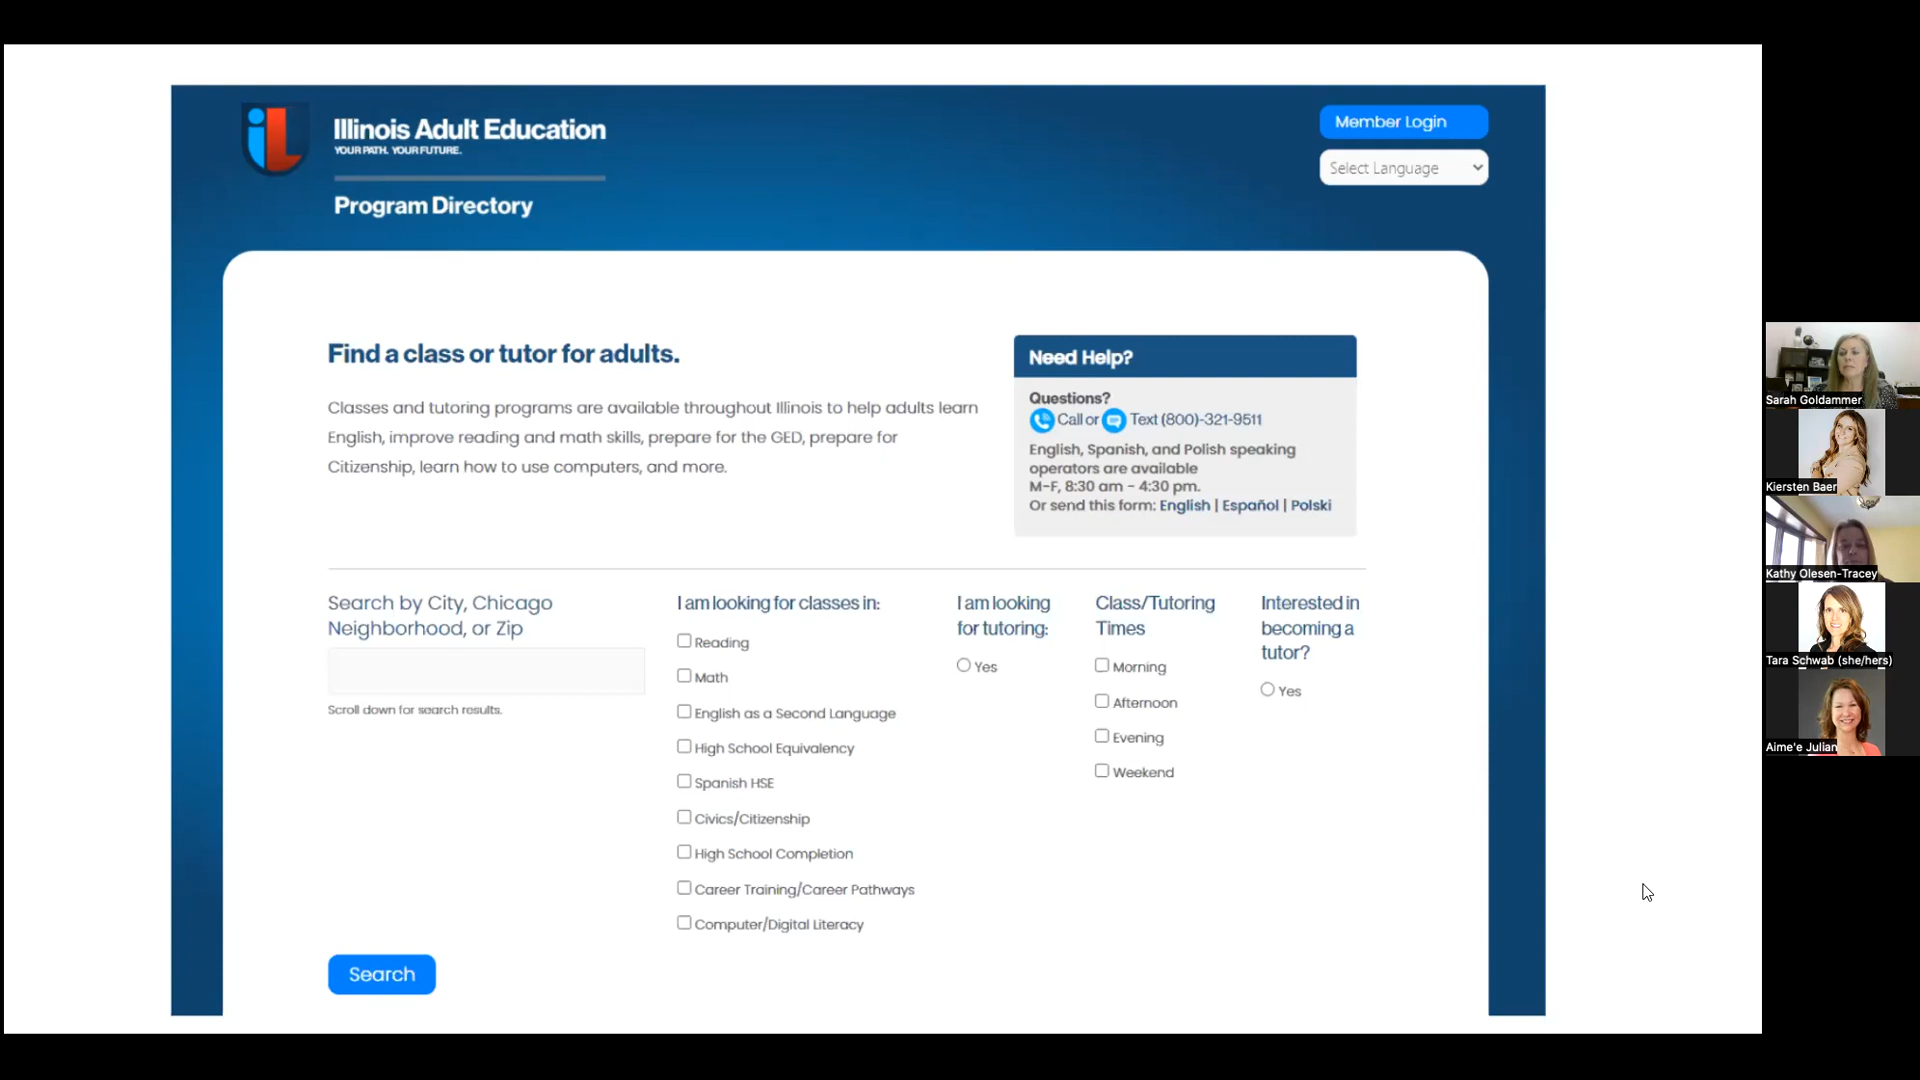 Illinois Adult Education
YOUR PATH. YOUR FUTURE.
Program Directory
Member Login
Select Language
Find a class or tutor for adults.
Classes and tutoring programs are available throughout Illinois to help adults learn
English, improve reading and math skills, prepare for the GED, prepare for
Citizenship, learn how to use computers, and more.
Need Help?
Questions?
Call or Text (800)-321-9511
English, Spanish, and Polish speaking
operators are available
M-F, 8:30 am - 4:30 pm.
Or send this form: English | Español | Polski
Search by City, Chicago
Neighborhood, or Zip
Scroll down for search results.
I am looking for classes in:
Reading
Math
English as a Second Language
High School Equivalency
Spanish HSE
Civics/Citizenship
High School Completion
Career Training/Career Pathways
Computer/Digital Literacy
I am looking
for tutoring:
Yes
Class/Tutoring
Times
Morning
Afternoon
Evening
Weekend
Interested in
becoming a
tutor?
Yes
Search
Sarah Goldammer
Kiersten Baer
Kathy Olesen-Tracey
Tara Schwab (she/hers)
Aime'e Julian